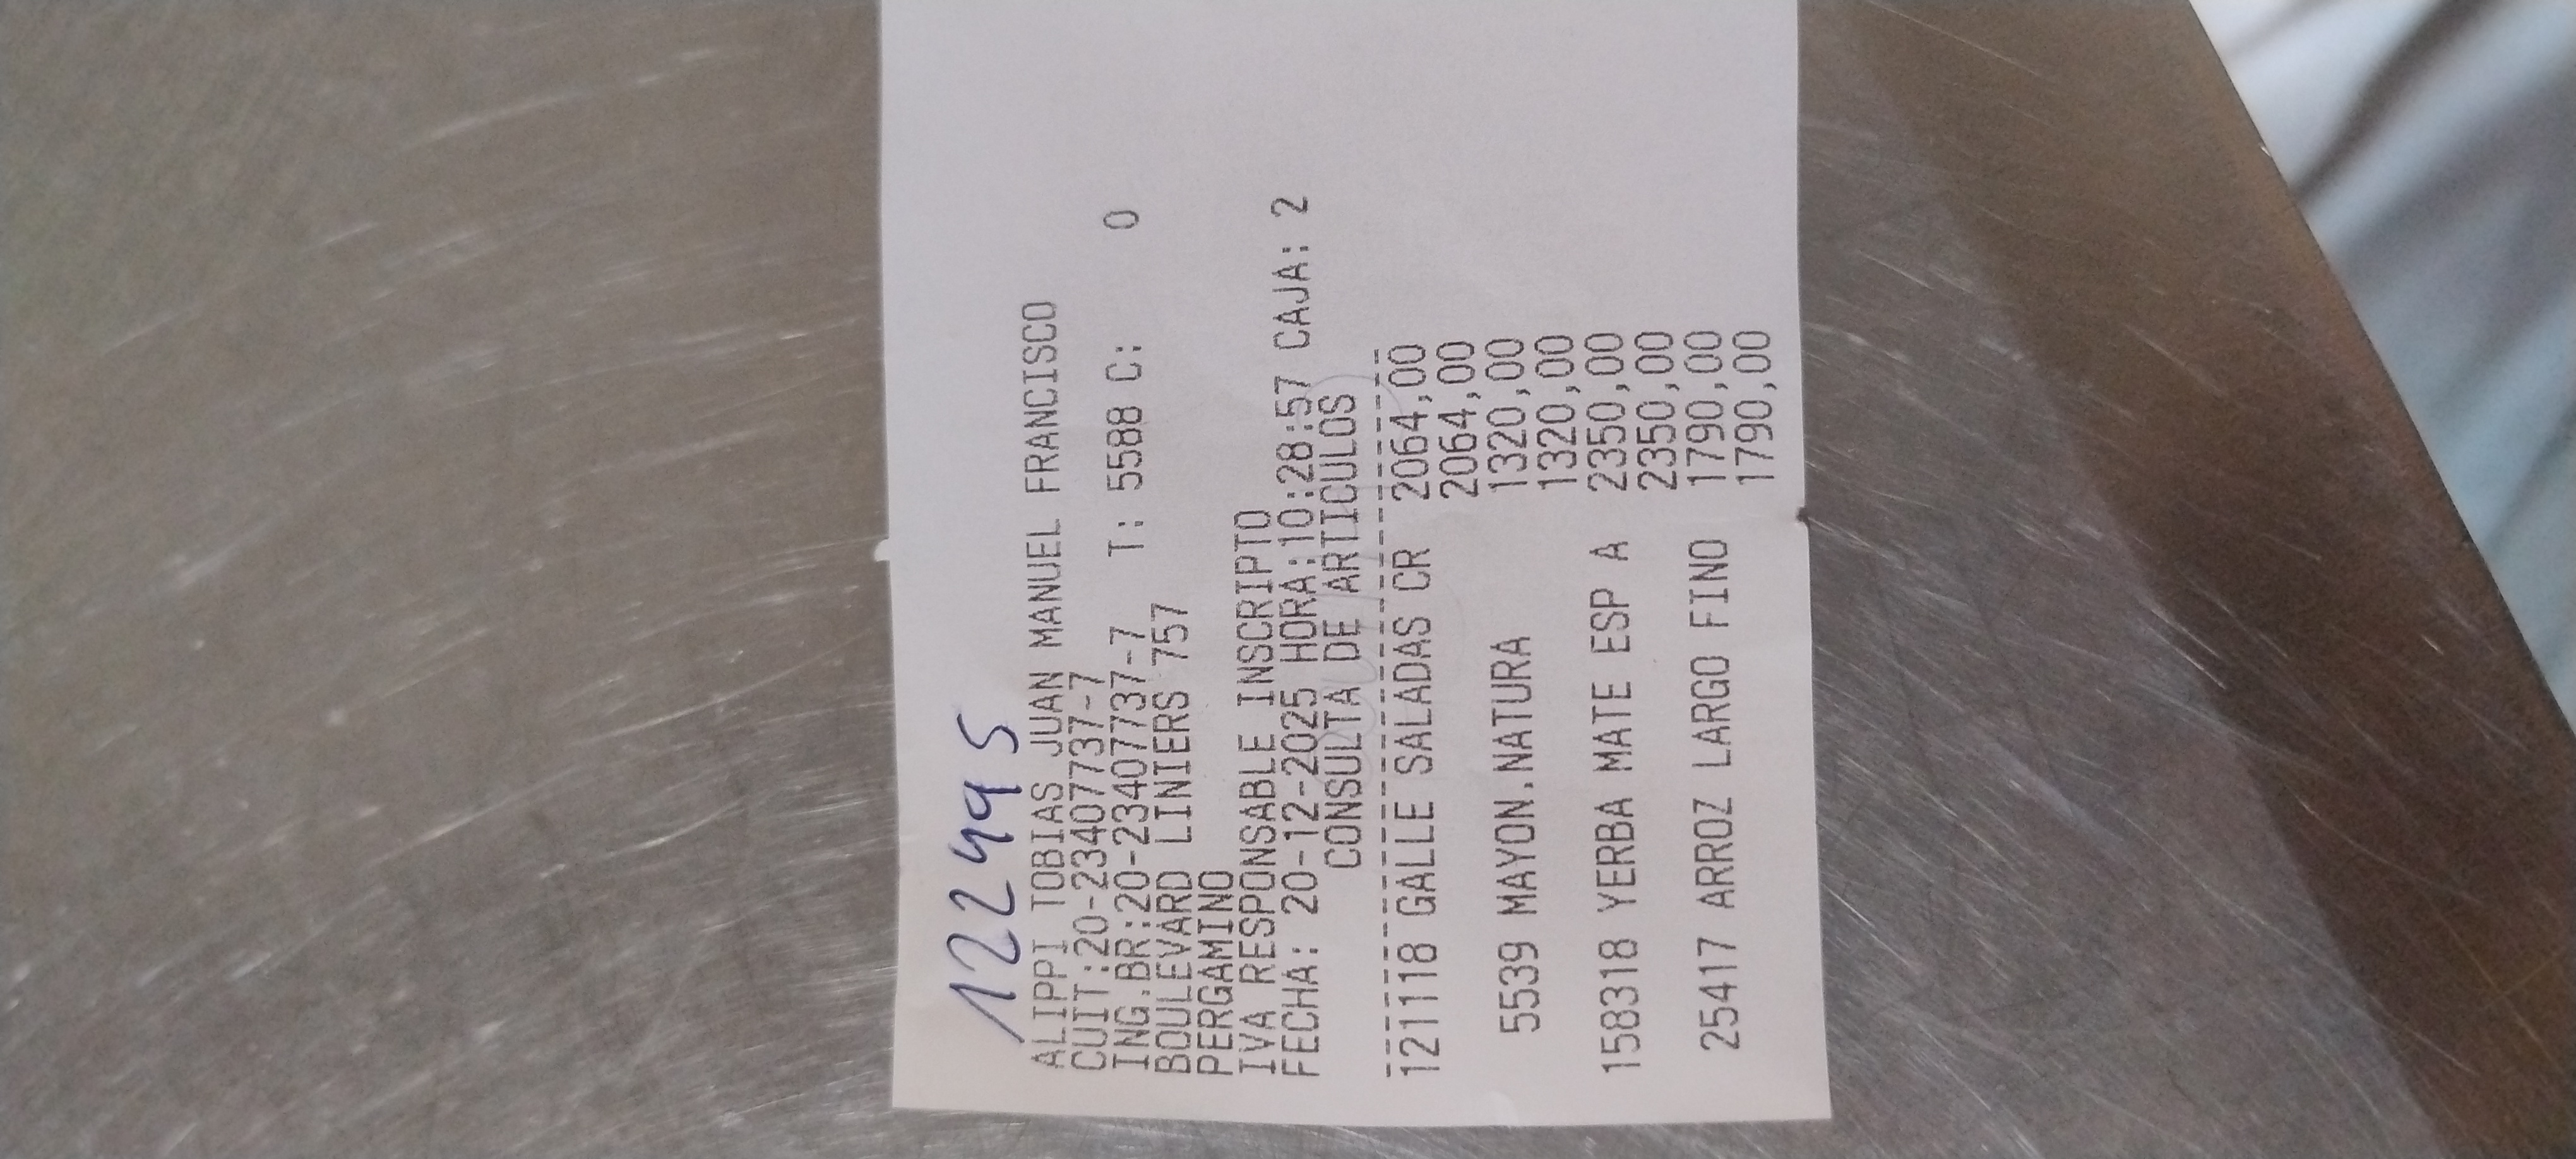 122495
ALIPPI TOBIAS JUAN MANUEL FRANCISCO
CUIT:20-23407737-7
ING.BR:20-23407737-7 T: 5588 C: 0
BOULEVARD LINIERS 757
PERGAMINO
IVA RESPONSABLE INSCRIPTO
FECHA: 20-12-2025 HORA:10:28:57 CAJA: 2
CONSULTA DE ARTICULOS
121118 GALLE SALADAS CR 2064,00
2064,00
5539 MAYON.NATURA 1320,00
1320,00
158318 YERBA MATE ESP A 2350,00
2350,00
25417 ARROZ LARGO FINO 1790,00
1790,00